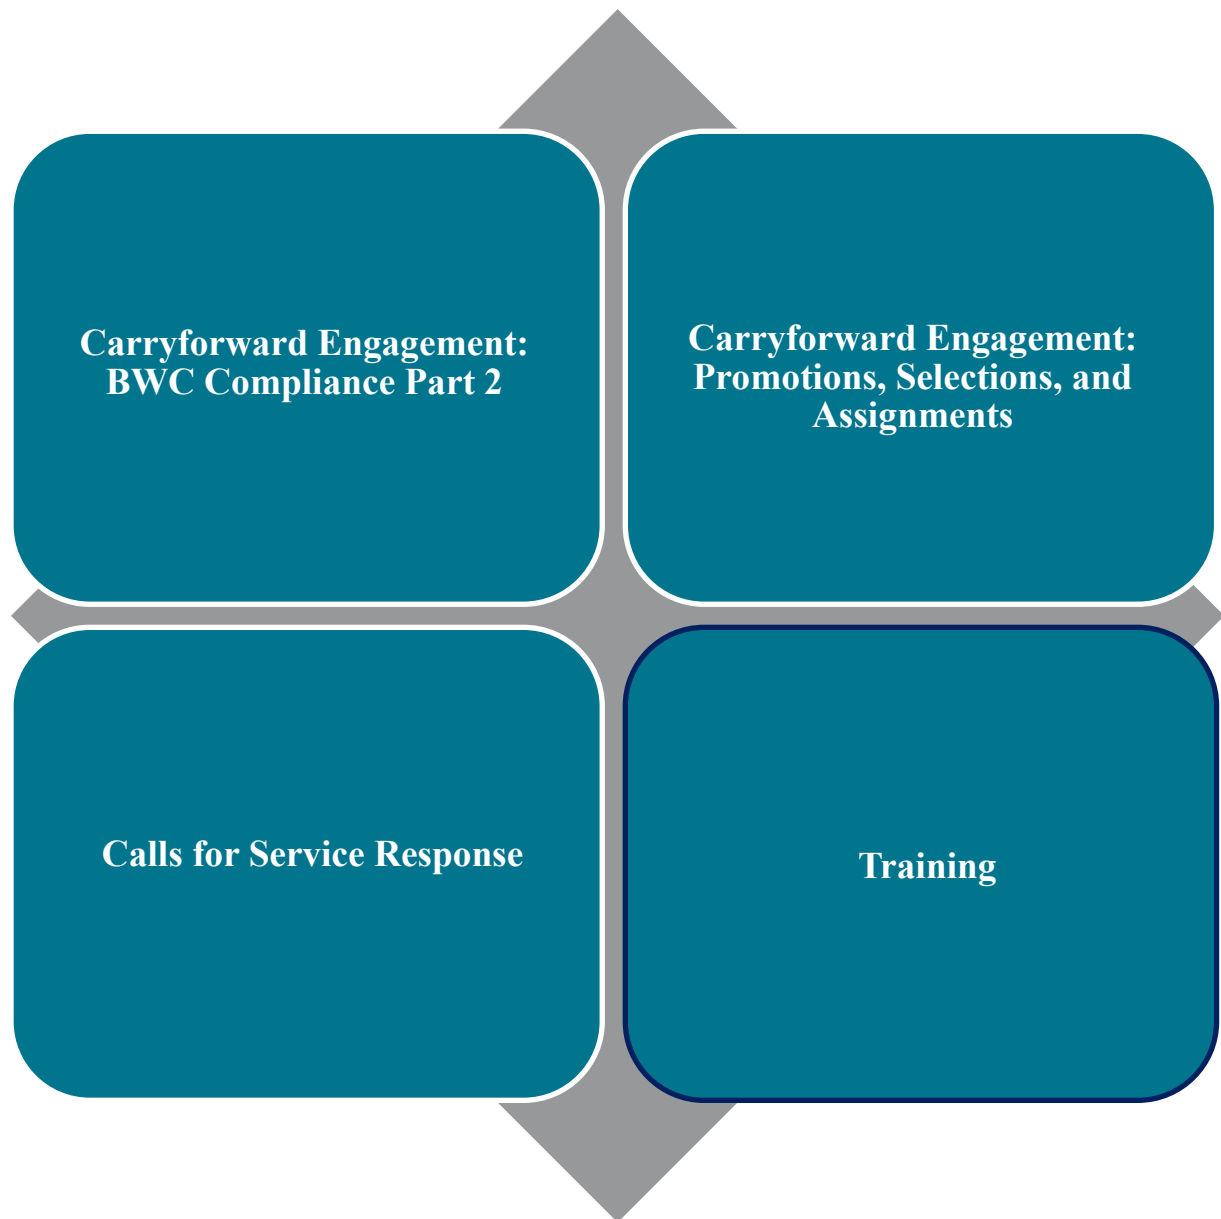 Carryforward Engagement:
BWC Compliance Part 2
Carryforward Engagement:
Promotions, Selections, and
Assignments
Calls for Service Response
Training